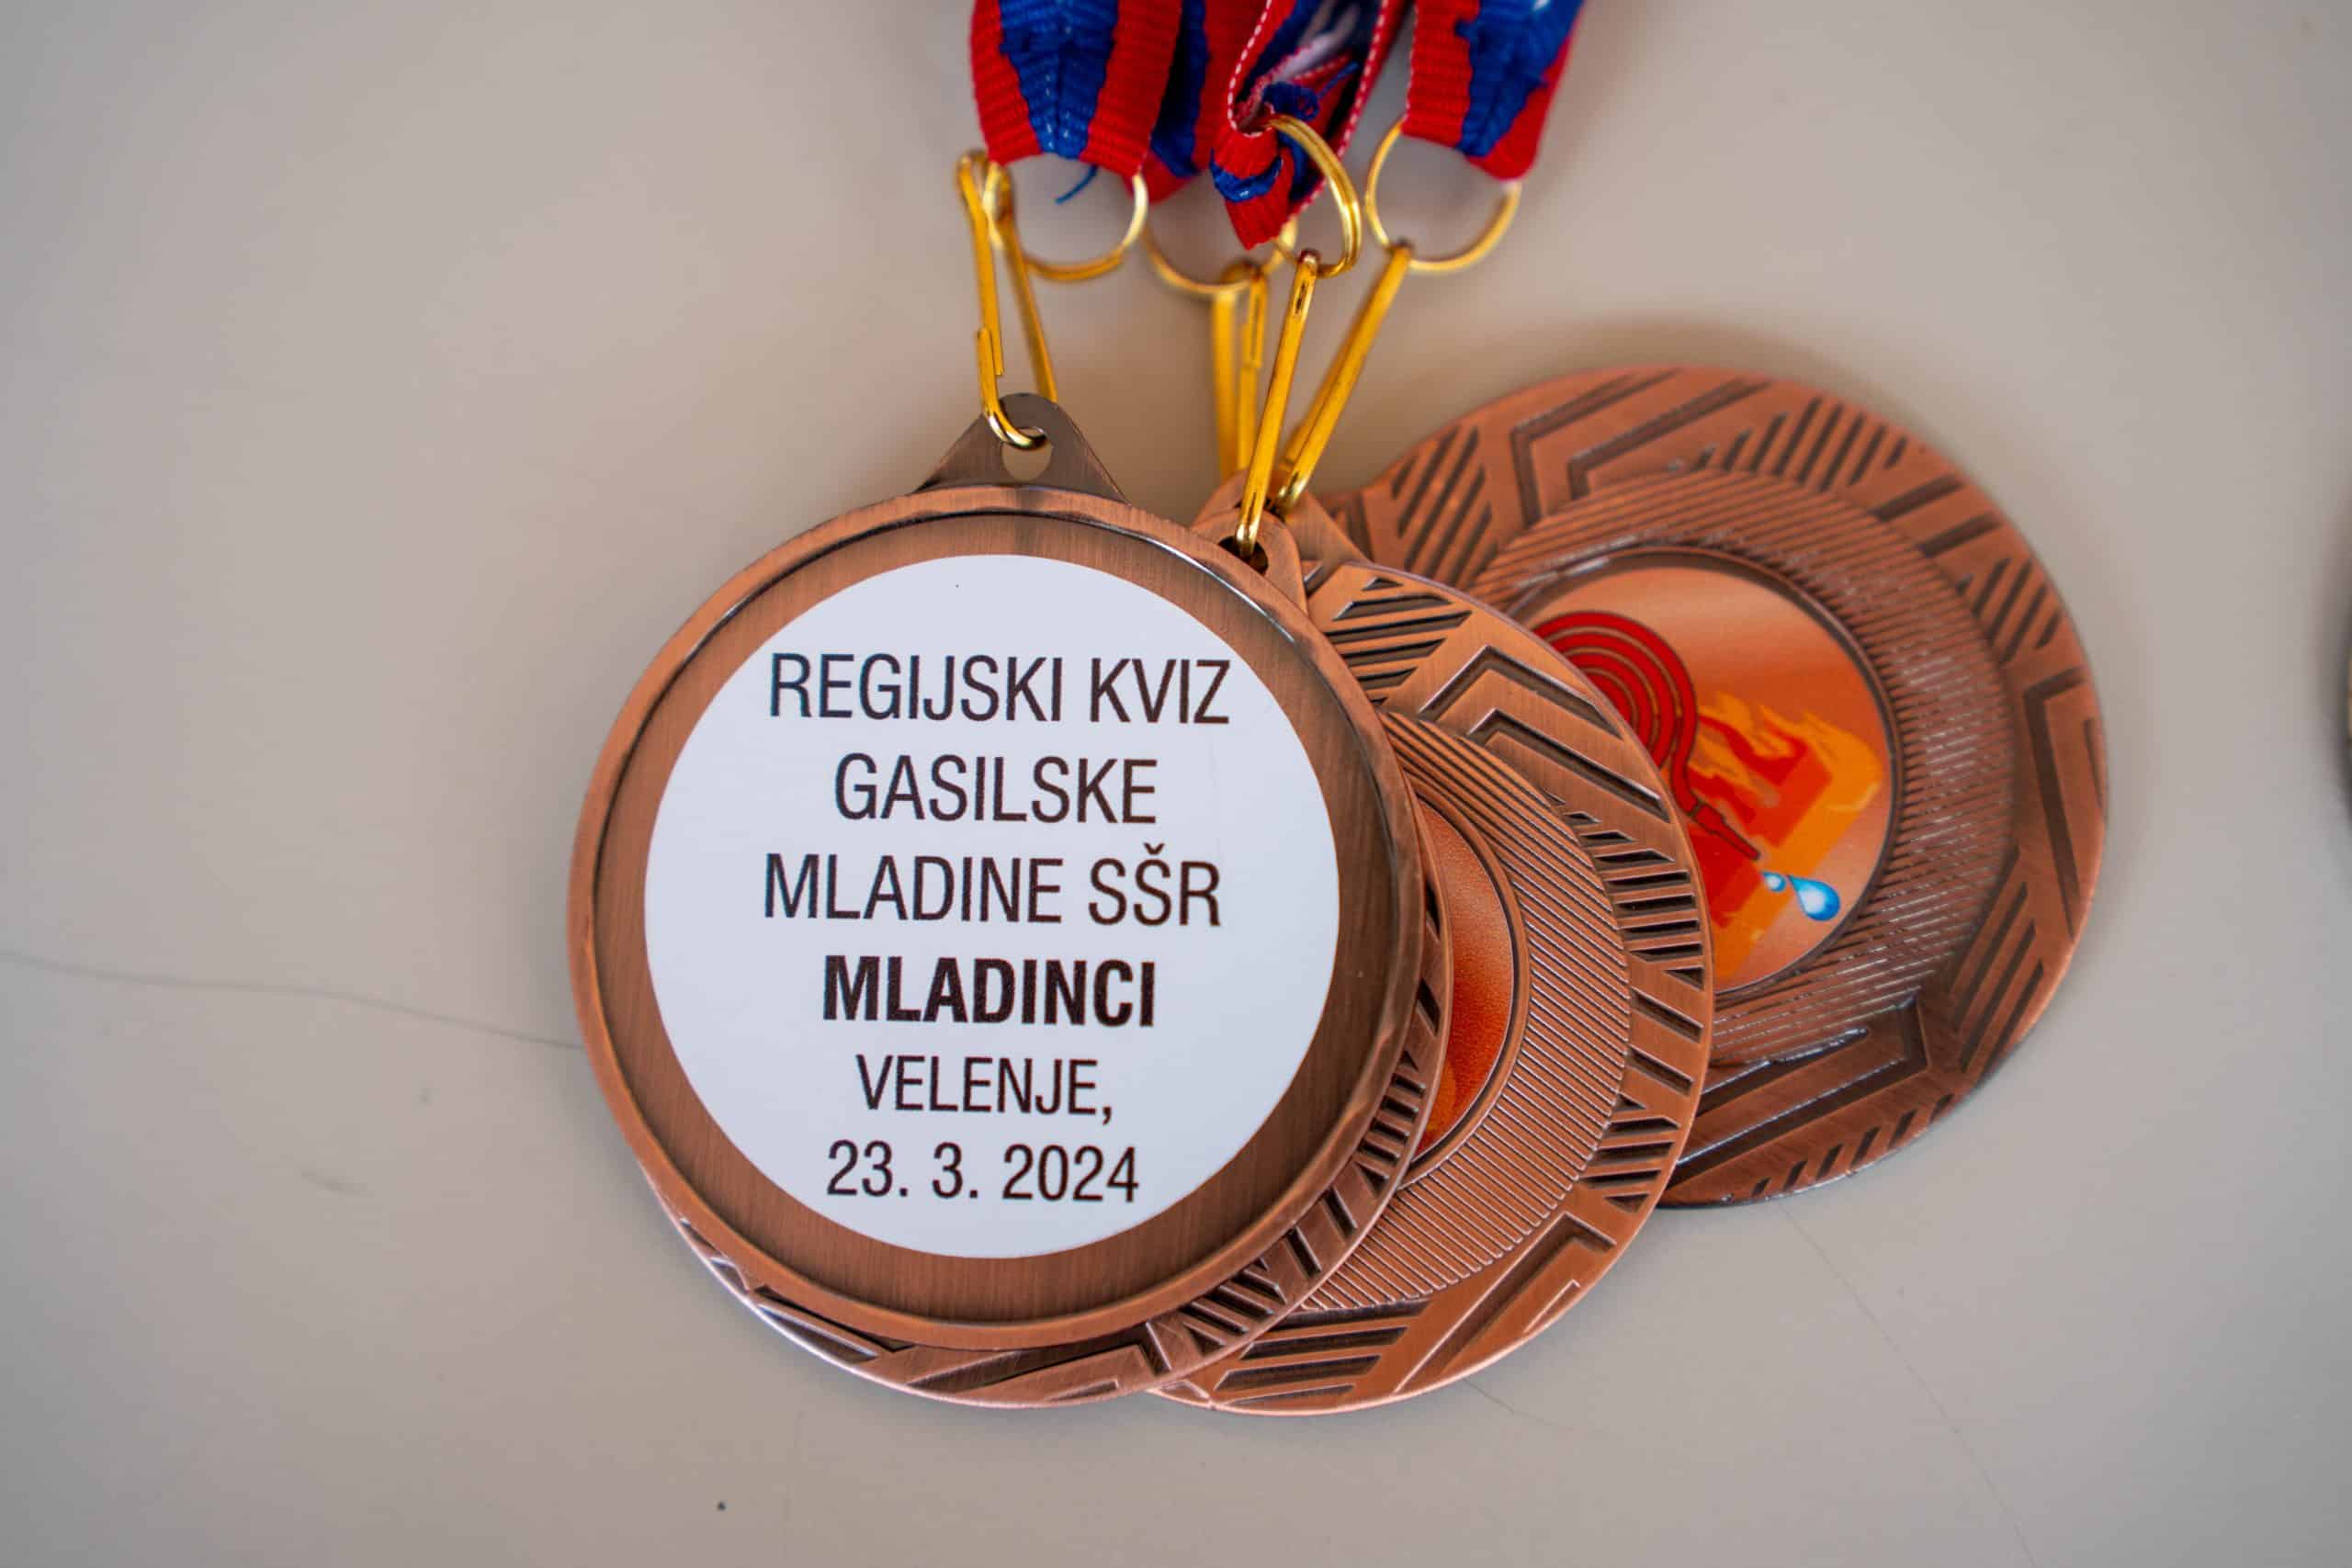 REGIJSKI KVIZ
GASILSKE
MLADINE SŠR
MLADINCI
VELENJE,
23. 3. 2024